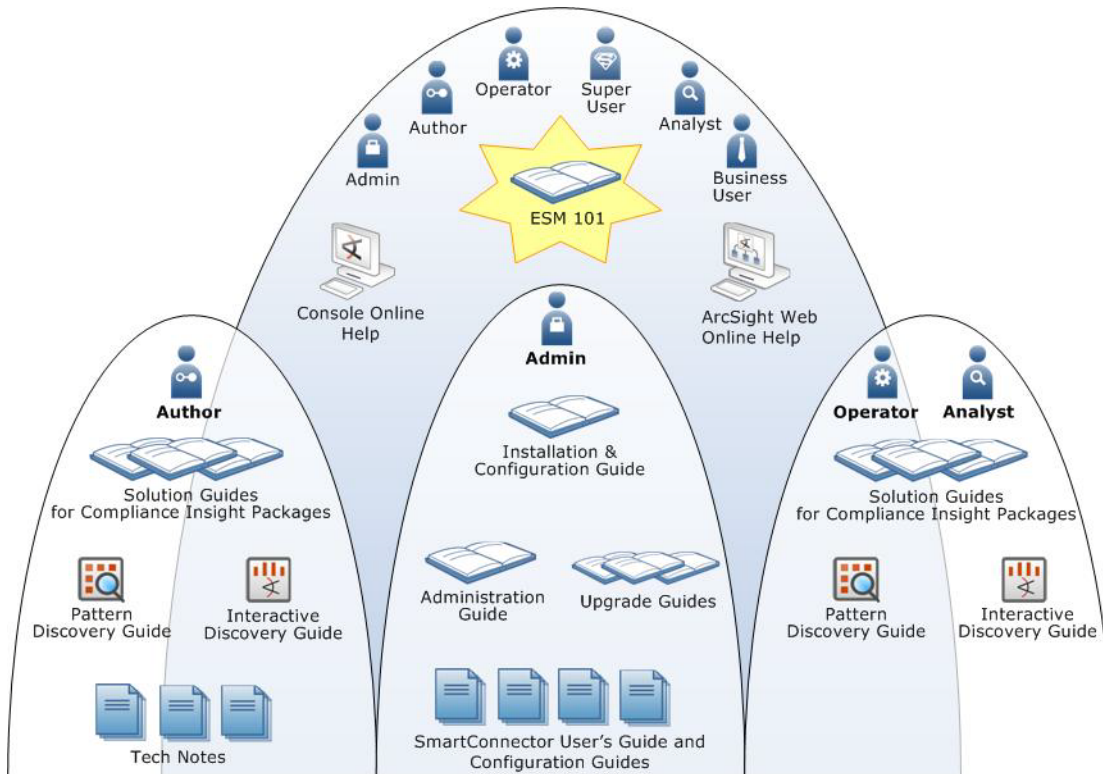 Operator
Super
User
Author
Analyst
Admin
Business
User
ESM 101
Console Online
Help
ArcSight Web
Online Help
Admin
Author
Operator
Analyst
Installation &
Configuration Guide
Solution Guides
for Compliance Insight Packages
Solution Guides
for Compliance Insight Packages
Administration
Guide
Upgrade Guides
Pattern
Discovery Guide
Interactive
Discovery Guide
Pattern
Discovery Guide
Interactive
Discovery Guide
Tech Notes
SmartConnector User's Guide and
Configuration Guides